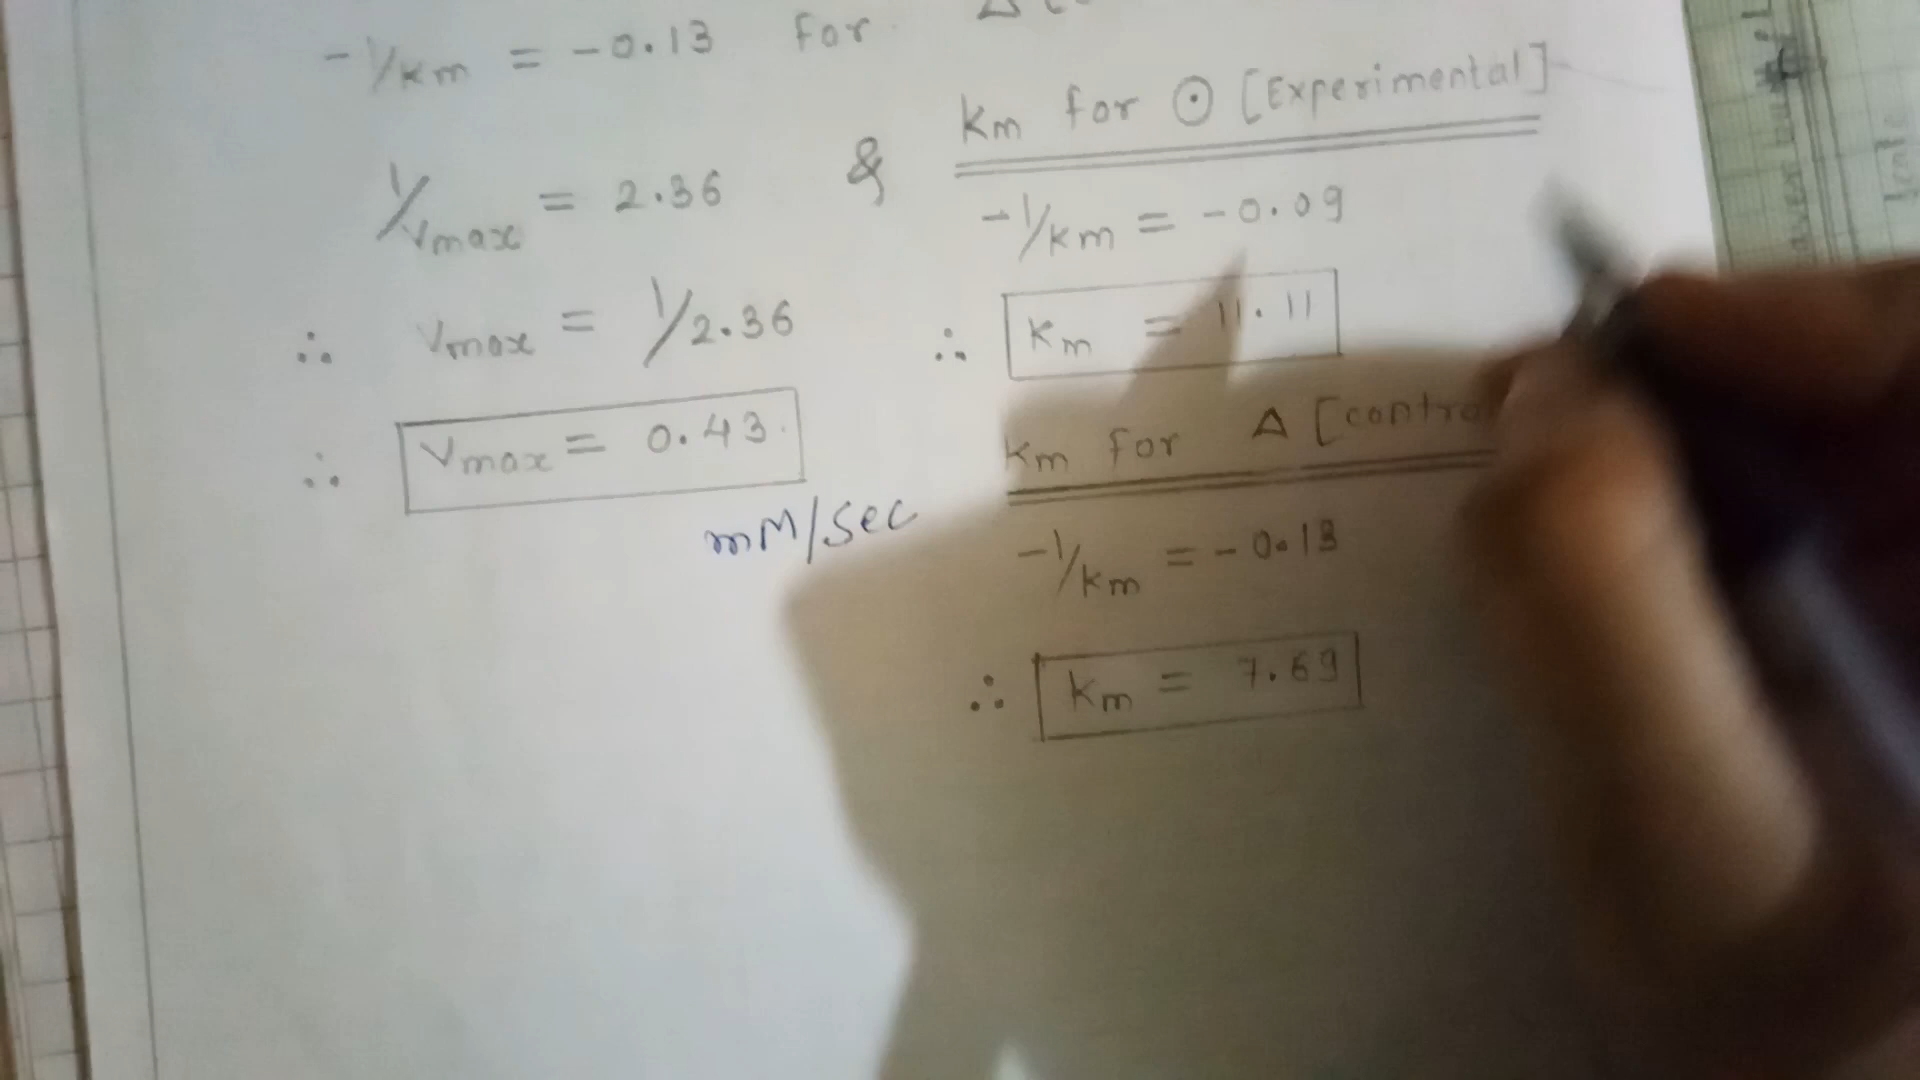 -1/km = -0.13 For Δ
1/Vmax = 2.36 &
∴ Vmax = 1/2.36
∴ Vmax = 0.43
mM/sec
Km for ⊙ [Experimental]
-1/km = -0.09
∴ Km = 11.11
Km for Δ [contro
-1/km = -0.13
∴ Km = 7.69